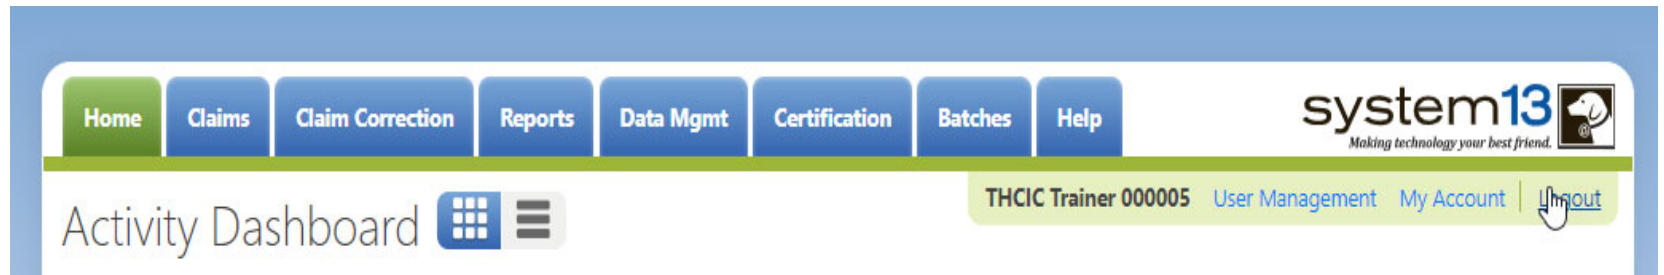 Home Claims Claim Correction Reports Data Mgmt Certification Batches Help
system13
Making technology your best friend.
THCIC Trainer 000005 User Management My Account Logout
Activity Dashboard